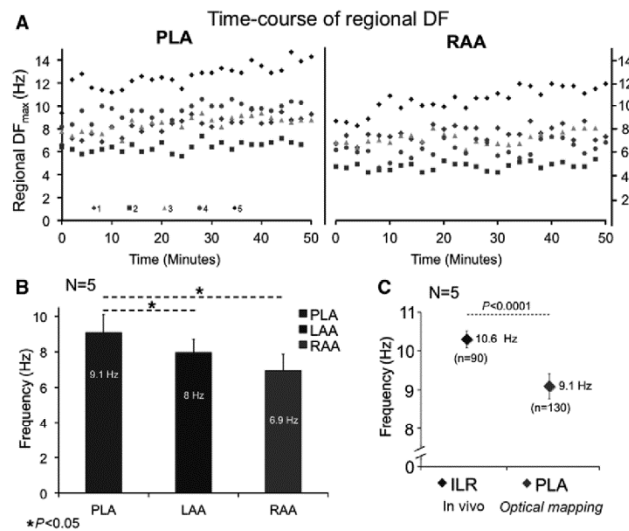 Time-course of regional DF
A
PLA
RAA
Regional DFmax (Hz)
14
12
10
8
6
4
2
0
14
12
10
8
6
4
2
1 2 3 4 5
0 10 20 30 40 50
0 10 20 30 40 50
Time (Minutes)
Time (Minutes)
B
N=5
*
*
PLA
LAA
RAA
Frequency (Hz)
10
8
6
4
2
0
9.1 Hz
8 Hz
6.9 Hz
PLA LAA RAA
*P<0.05
C
N=5
P<0.0001
Frequency (Hz)
11
10
9
0
10.6 Hz
(n=90)
9.1 Hz
(n=130)
ILR PLA
In vivo Optical mapping